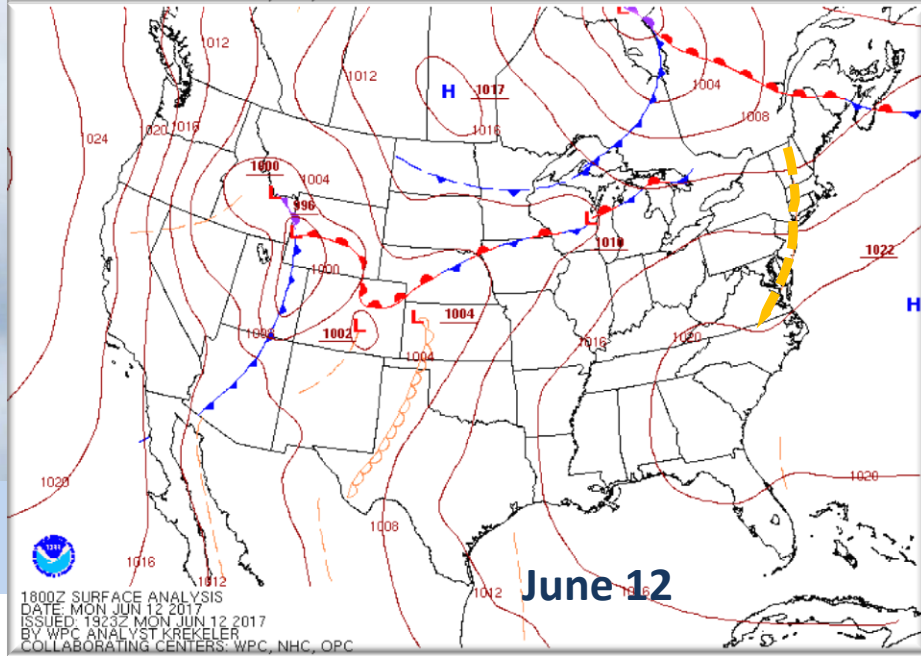 1012
1012
1024
1020
1016
H
1017
1016
1004
1008
1000
L
1004
996
L
1000
1008
1002
L
L
1004
1004
L
1010
1016
1020
1022
H
1020
1020
1016
1012
1008
1012
1016
June 12
1800Z SURFACE ANALYSIS
DATE: MON JUN 12 2017
ISSUED: 1923Z MON JUN 12 2017
BY WPC ANALYST KREKELER
COLLABORATING CENTERS: WPC, NHC, OPC